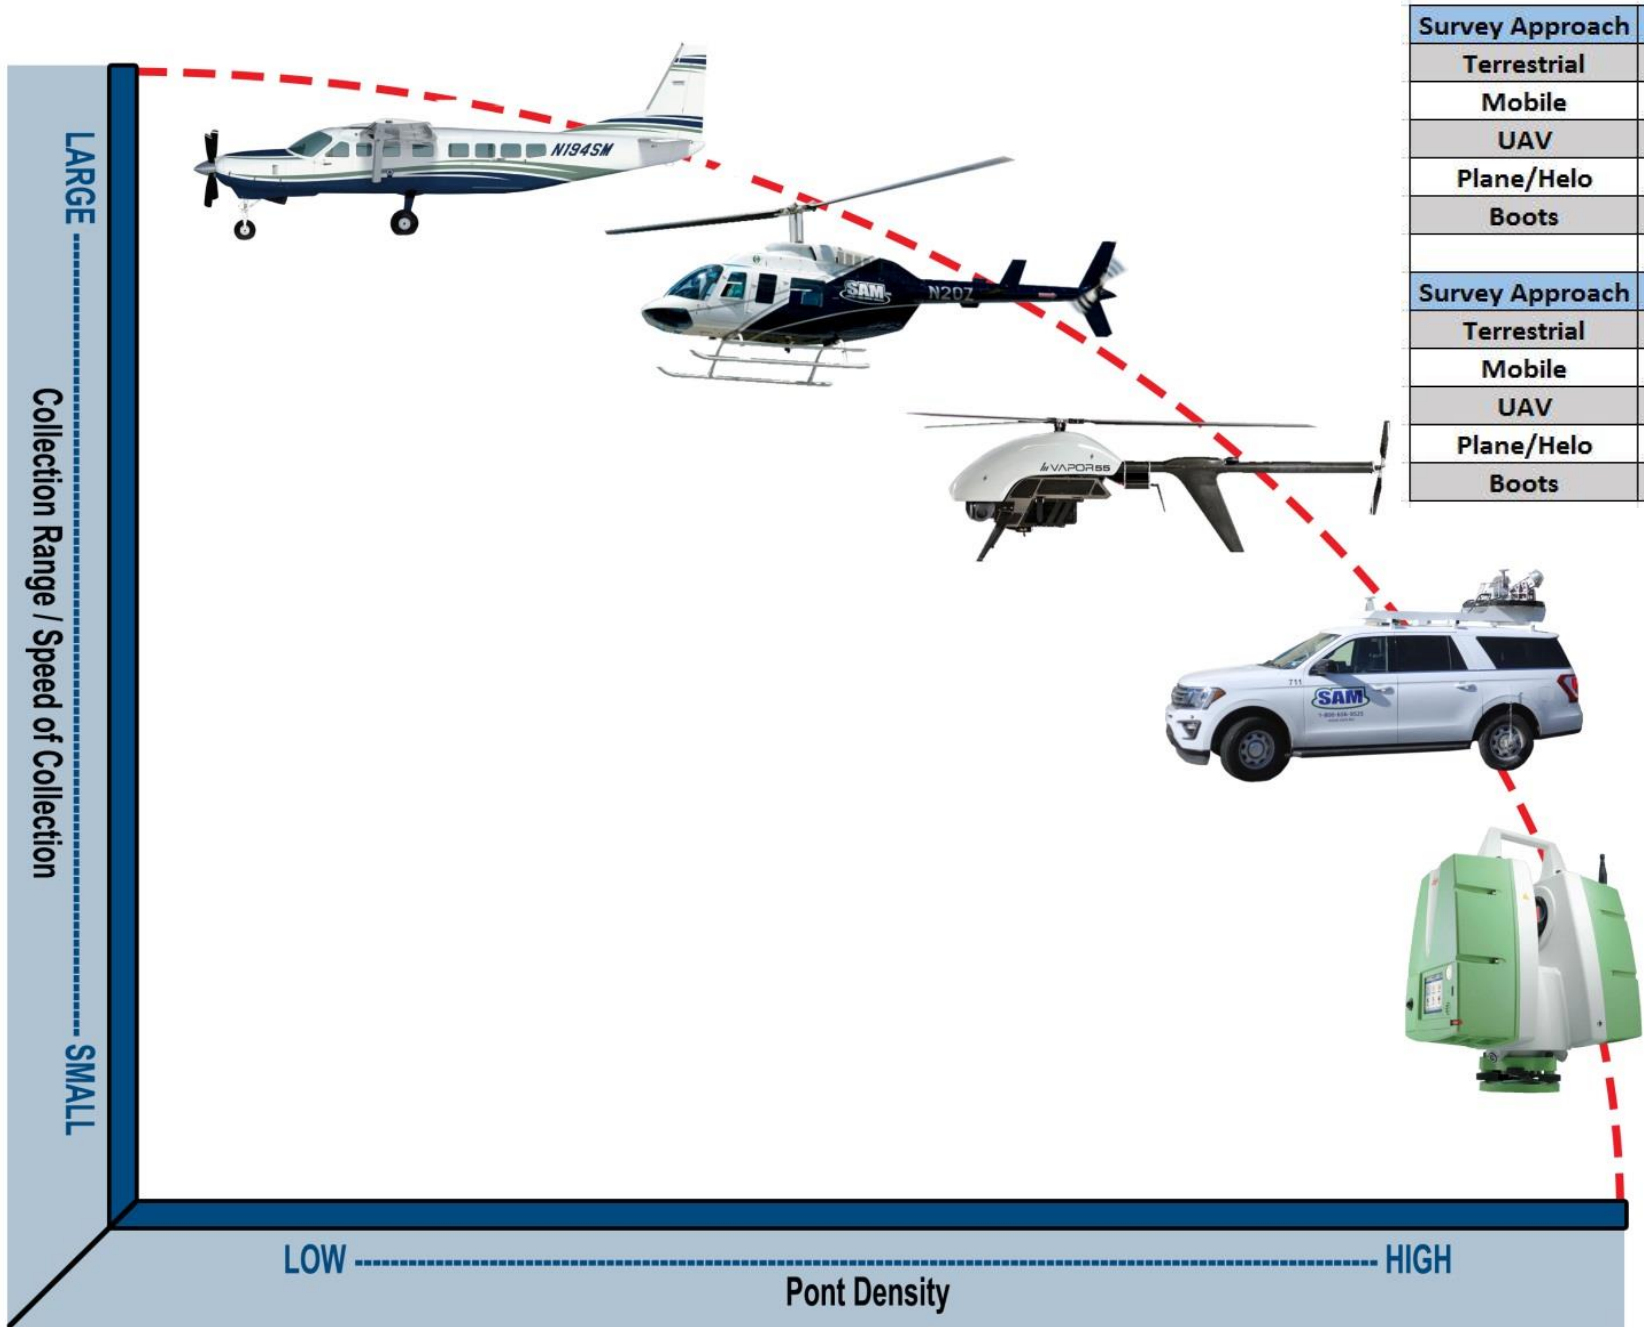 Survey Approach
Terrestrial
Mobile
UAV
Plane/Helo
Boots
Survey Approach
Terrestrial
Mobile
UAV
Plane/Helo
Boots
N194SM
SAM
N207
VAPOR55
711
SAM
LARGE
SMALL
Collection Range / Speed of Collection
LOW
HIGH
Pont Density